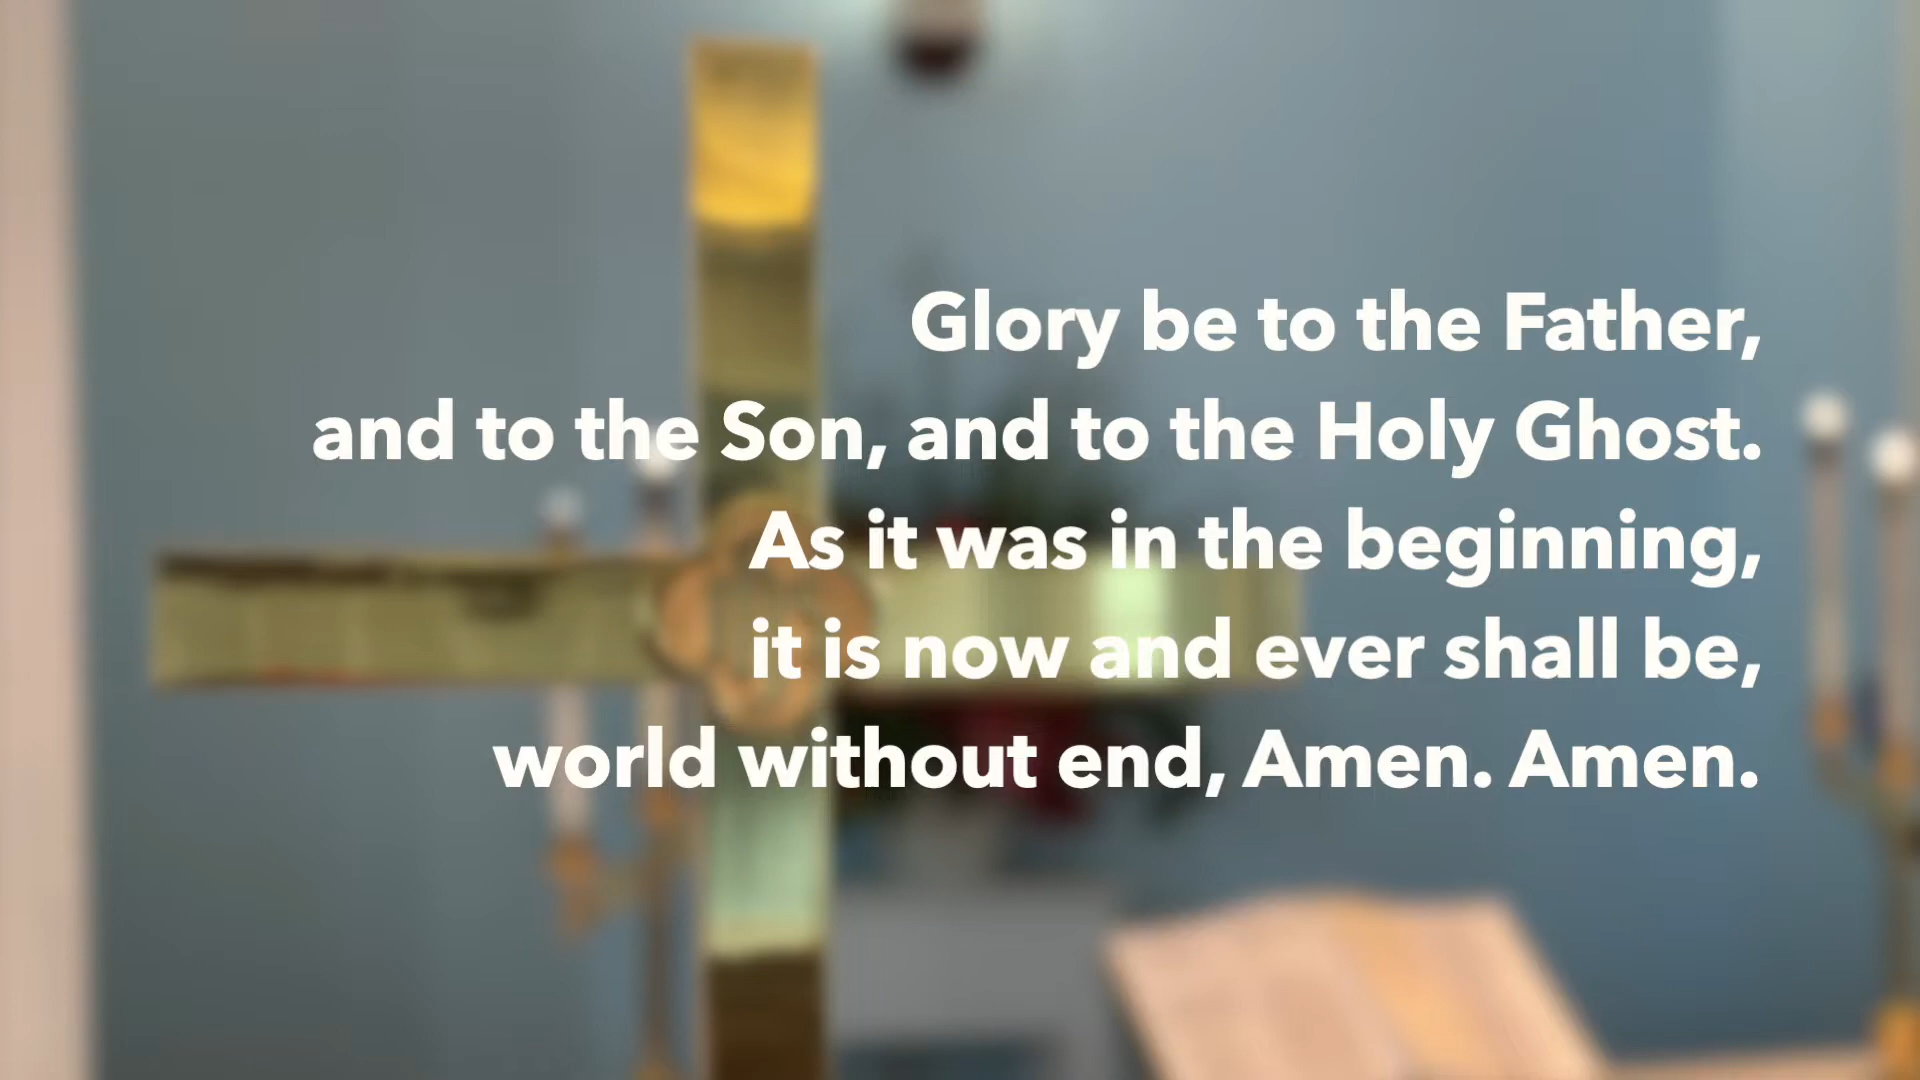 Glory be to the Father,
and to the Son, and to the Holy Ghost.
As it was in the beginning,
it is now and ever shall be,
world without end, Amen. Amen.